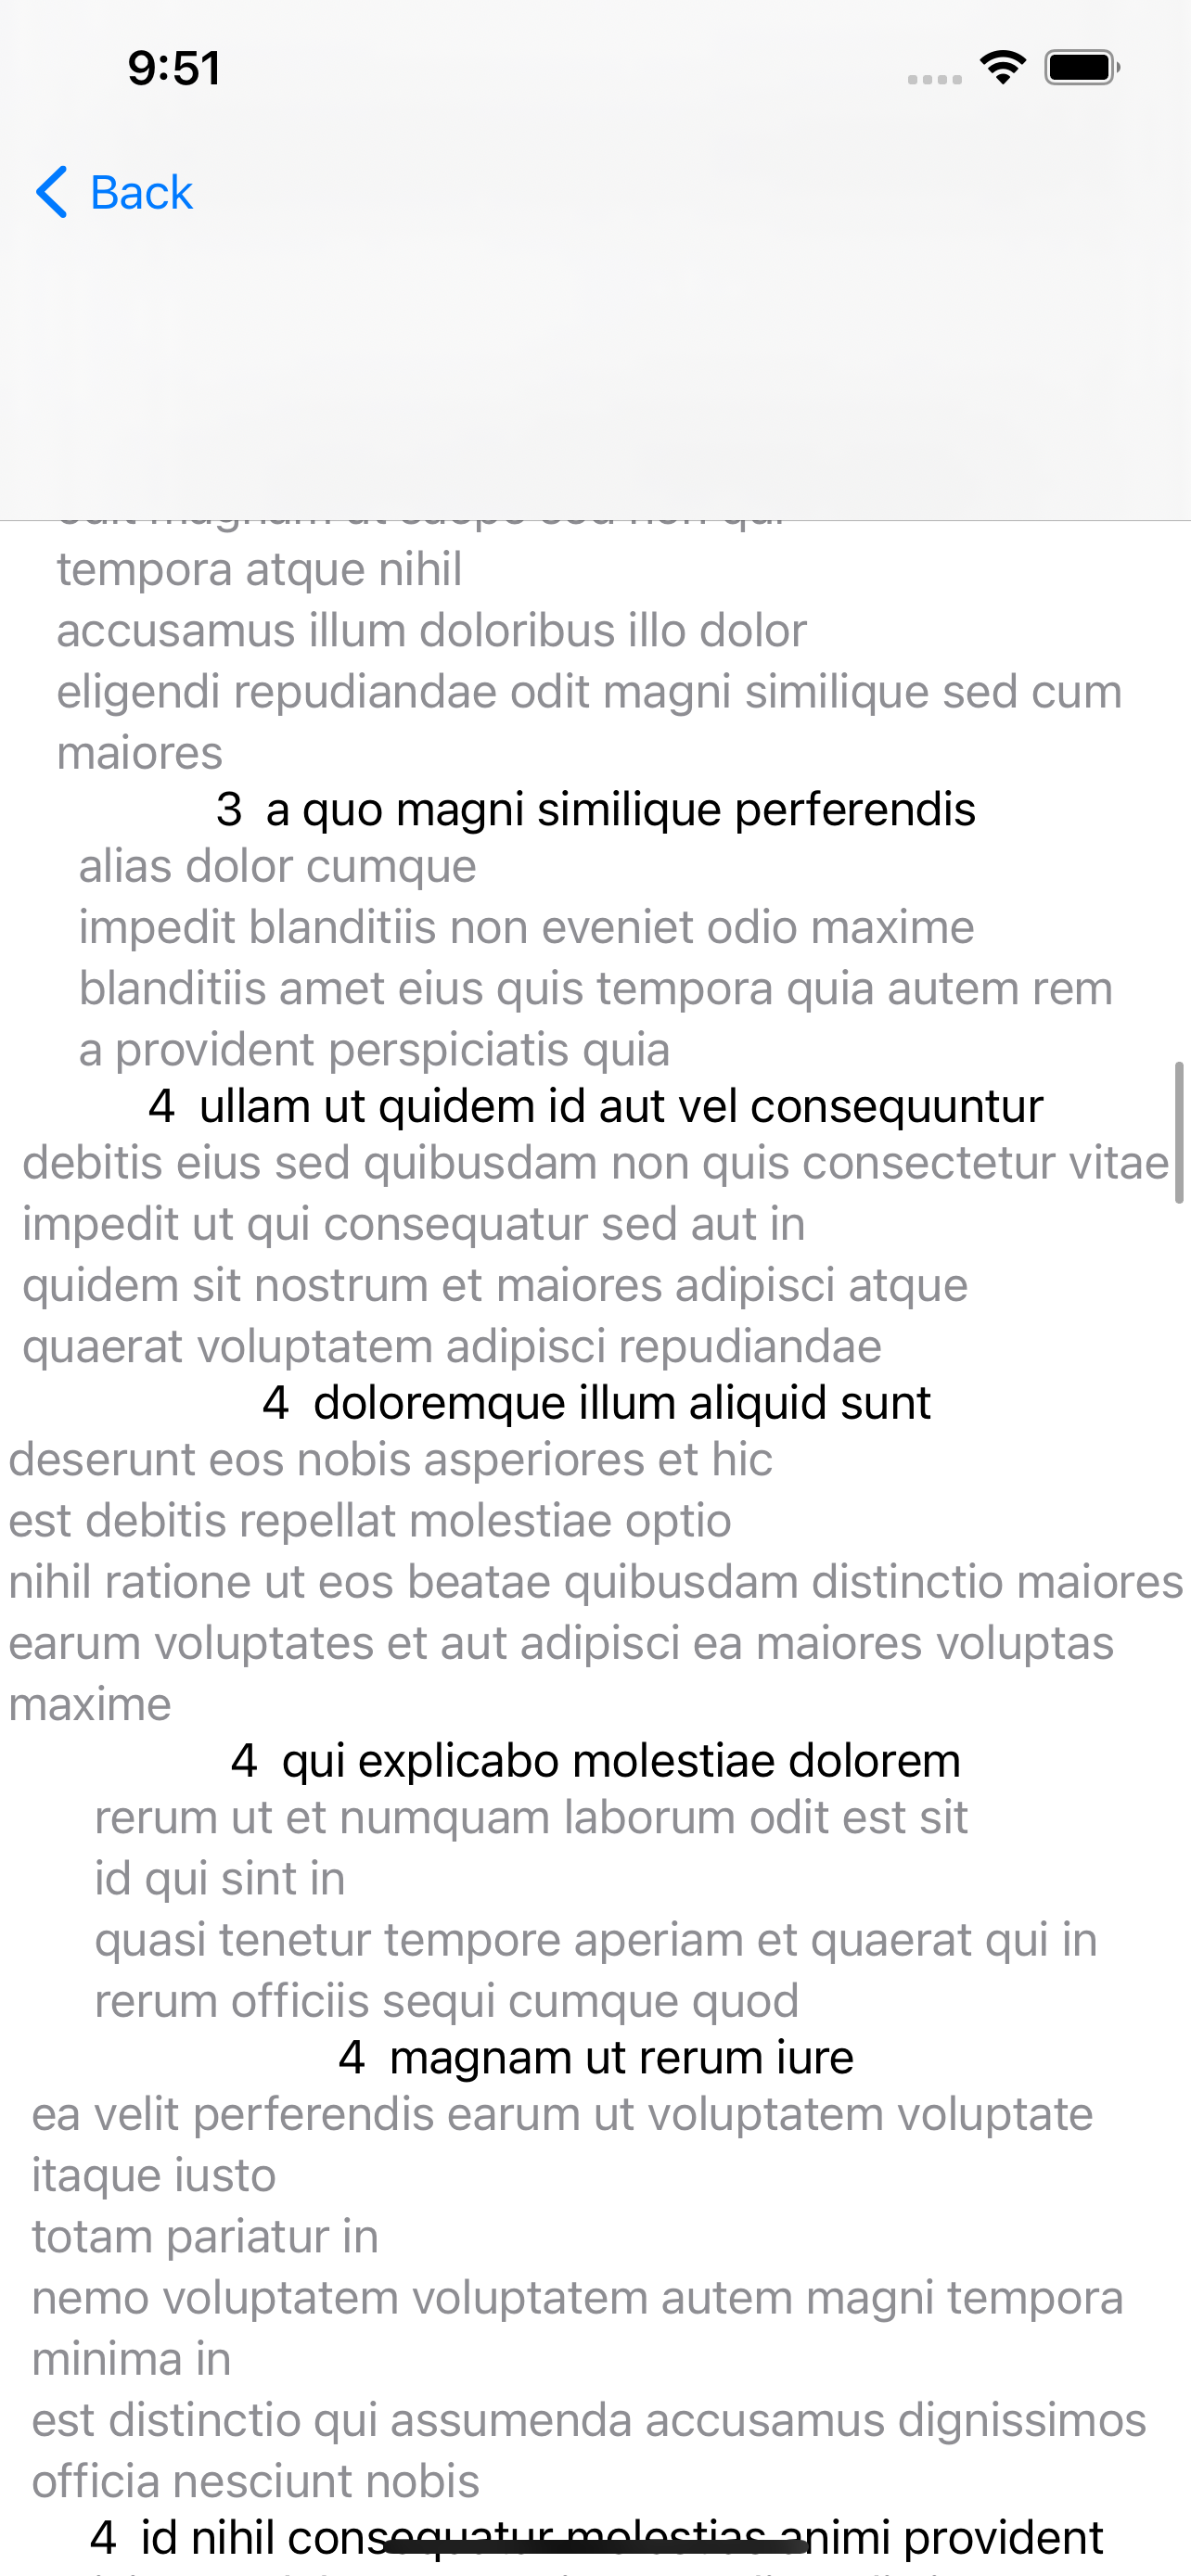 9:51
Back
tempora atque nihil
accusamus illum doloribus illo dolor
eligendi repudiandae odit magni similique sed cum
maiores
3 a quo magni similique perferendis
alias dolor cumque
impedit blanditiis non eveniet odio maxime
blanditiis amet eius quis tempora quia autem rem
a provident perspiciatis quia
4 ullam ut quidem id aut vel consequuntur
debitis eius sed quibusdam non quis consectetur vitae
impedit ut qui consequatur sed aut in
quidem sit nostrum et maiores adipisci atque
quaerat voluptatem adipisci repudiandae
4 doloremque illum aliquid sunt
deserunt eos nobis asperiores et hic
est debitis repellat molestiae optio
nihil ratione ut eos beatae quibusdam distinctio maiores
earum voluptates et aut adipisci ea maiores voluptas
maxime
4 qui explicabo molestiae dolorem
rerum ut et numquam laborum odit est sit
id qui sint in
quasi tenetur tempore aperiam et quaerat qui in
rerum officiis sequi cumque quod
4 magnam ut rerum iure
ea velit perferendis earum ut voluptatem voluptate
itaque iusto
totam pariatur in
nemo voluptatem voluptatem autem magni tempora
minima in
est distinctio qui assumenda accusamus dignissimos
officia nesciunt nobis
4 id nihil consequatur molestias animi provident